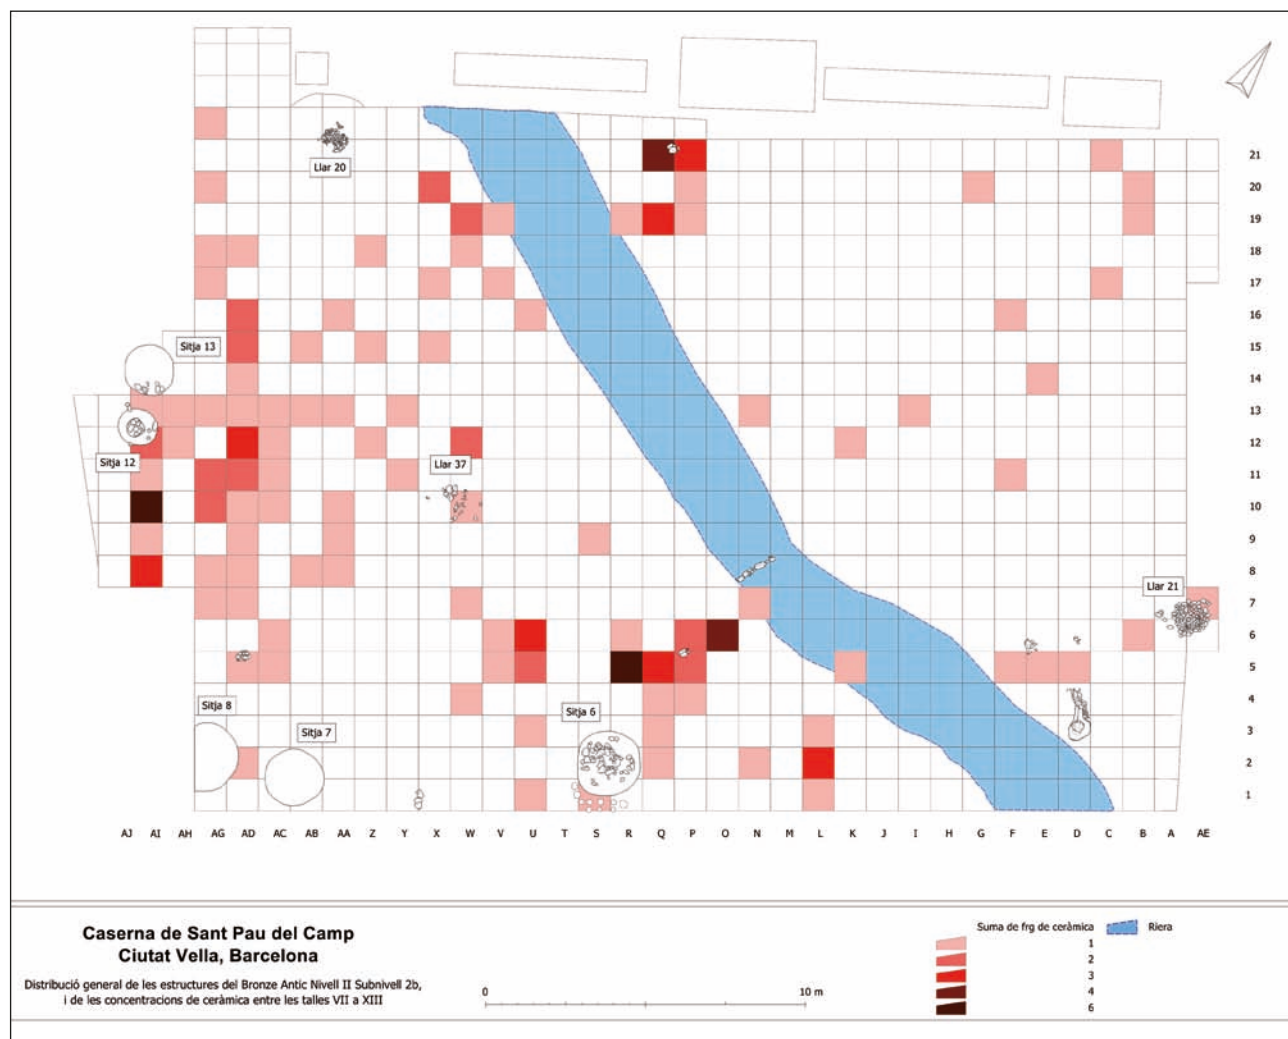 Llar 20
21
20
19
18
17
16
Sitja 13
15
14
13
12
Sitja 12
Llar 37
11
10
9
8
Llar 21
7
6
5
Sitja 8
Sitja 6
4
Sitja 7
3
2
1
AJ AI AH AG AD AC AB AA Z Y X W V U T S R Q P O N M L K J I H G F E D C B A AE
Caserna de Sant Pau del Camp
Ciutat Vella, Barcelona
Distribució general de les estructures del Bronze Antic Nivell II Subnivell 2b,
i de les concentracions de ceràmica entre les talles VII a XIII
0 10 m
Suma de frg de ceràmica Riera
1
2
3
4
6